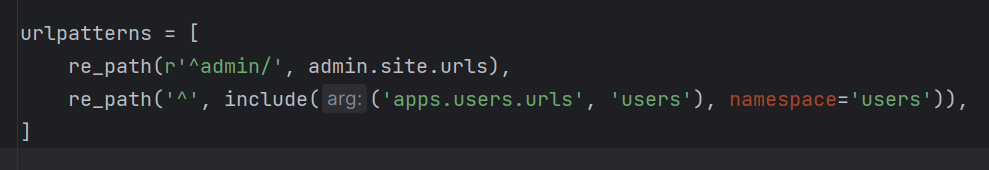 urlpatterns = [
    re_path(r'^admin/', admin.site.urls),
    re_path('^', include(arg: ('apps.users.urls', 'users'), namespace='users')),
]